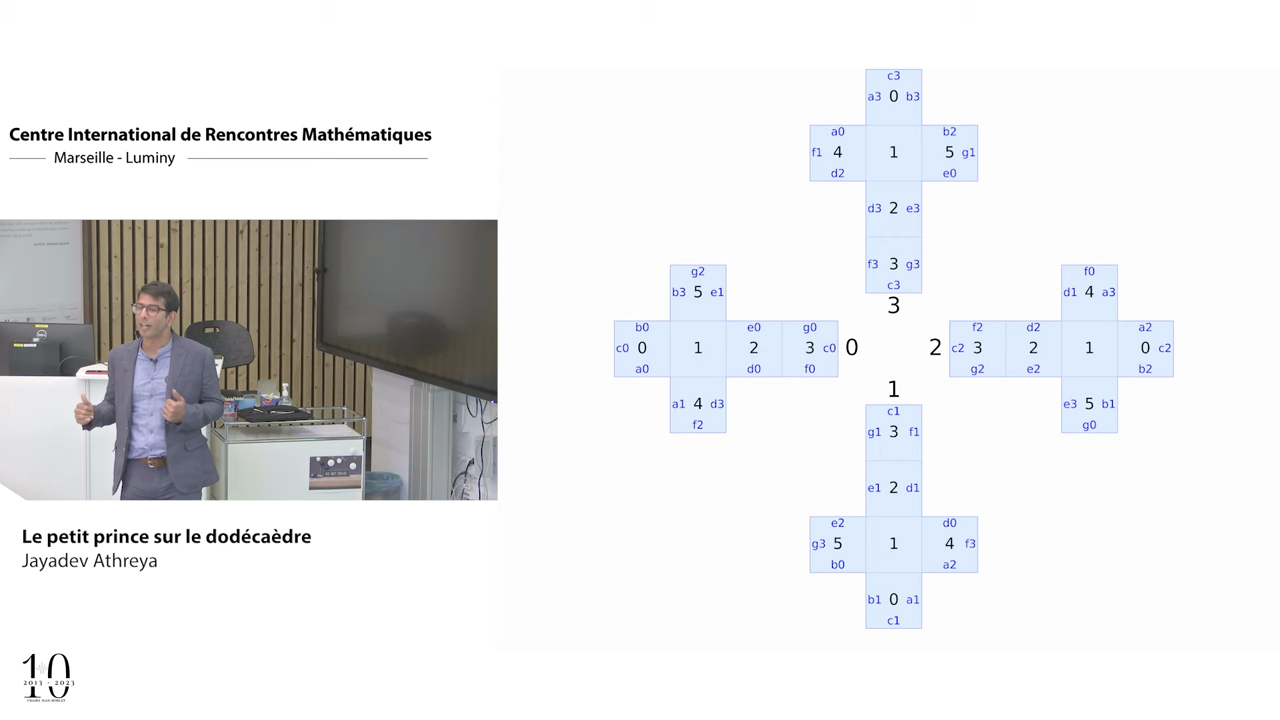 Centre International de Rencontres Mathématiques
Marseille - Luminy
Le petit prince sur le dodécaèdre
Jayadev Athreya
10
2013 - 2023
c3
a3 0 b3
a0 b2
f1 4 1 5 g1
d2 e0
d3 2 e3
f3 3 g3
c3
3
g2
b3 5 e1
b0 e0 g0
c0 0 1 2 3 c0
a0 d0 f0
a1 4 d3
f2
0
2
f0
d1 4 a3
f2 d2 a2
c2 3 2 1 0 c2
g2 e2 b2
e3 5 b1
g0
1
c1
g1 3 f1
e1 2 d1
e2 d0
g3 5 1 4 f3
b0 a2
b1 0 a1
c1